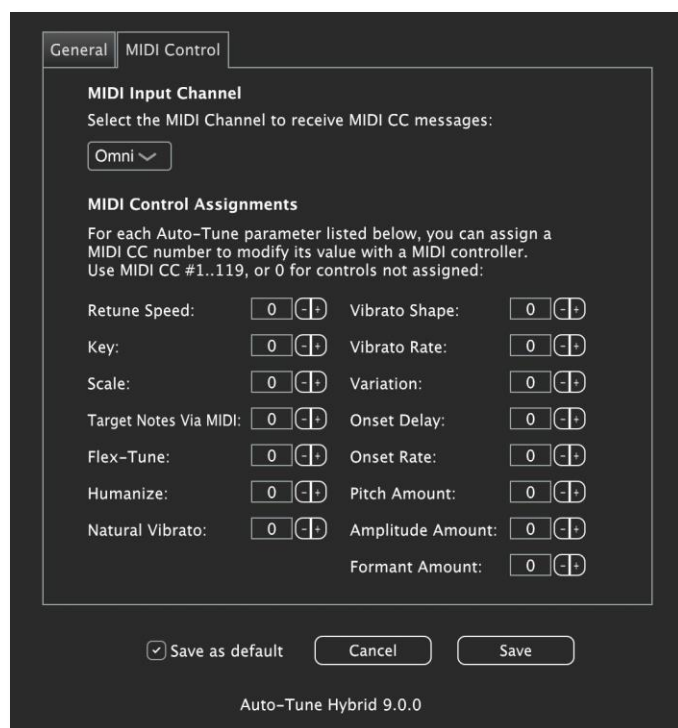 General
MIDI Control
MIDI Input Channel
Select the MIDI Channel to receive MIDI CC messages:
Omni
MIDI Control Assignments
For each Auto-Tune parameter listed below, you can assign a
MIDI CC number to modify its value with a MIDI controller.
Use MIDI CC #1..119, or 0 for controls not assigned:
Retune Speed: 0 - + Vibrato Shape: 0 - +
Key: 0 - + Vibrato Rate: 0 - +
Scale: 0 - + Variation: 0 - +
Target Notes Via MIDI: 0 - + Onset Delay: 0 - +
Flex-Tune: 0 - + Onset Rate: 0 - +
Humanize: 0 - + Pitch Amount: 0 - +
Natural Vibrato: 0 - + Amplitude Amount: 0 - +
Formant Amount: 0 - +
Save as default Cancel Save
Auto-Tune Hybrid 9.0.0